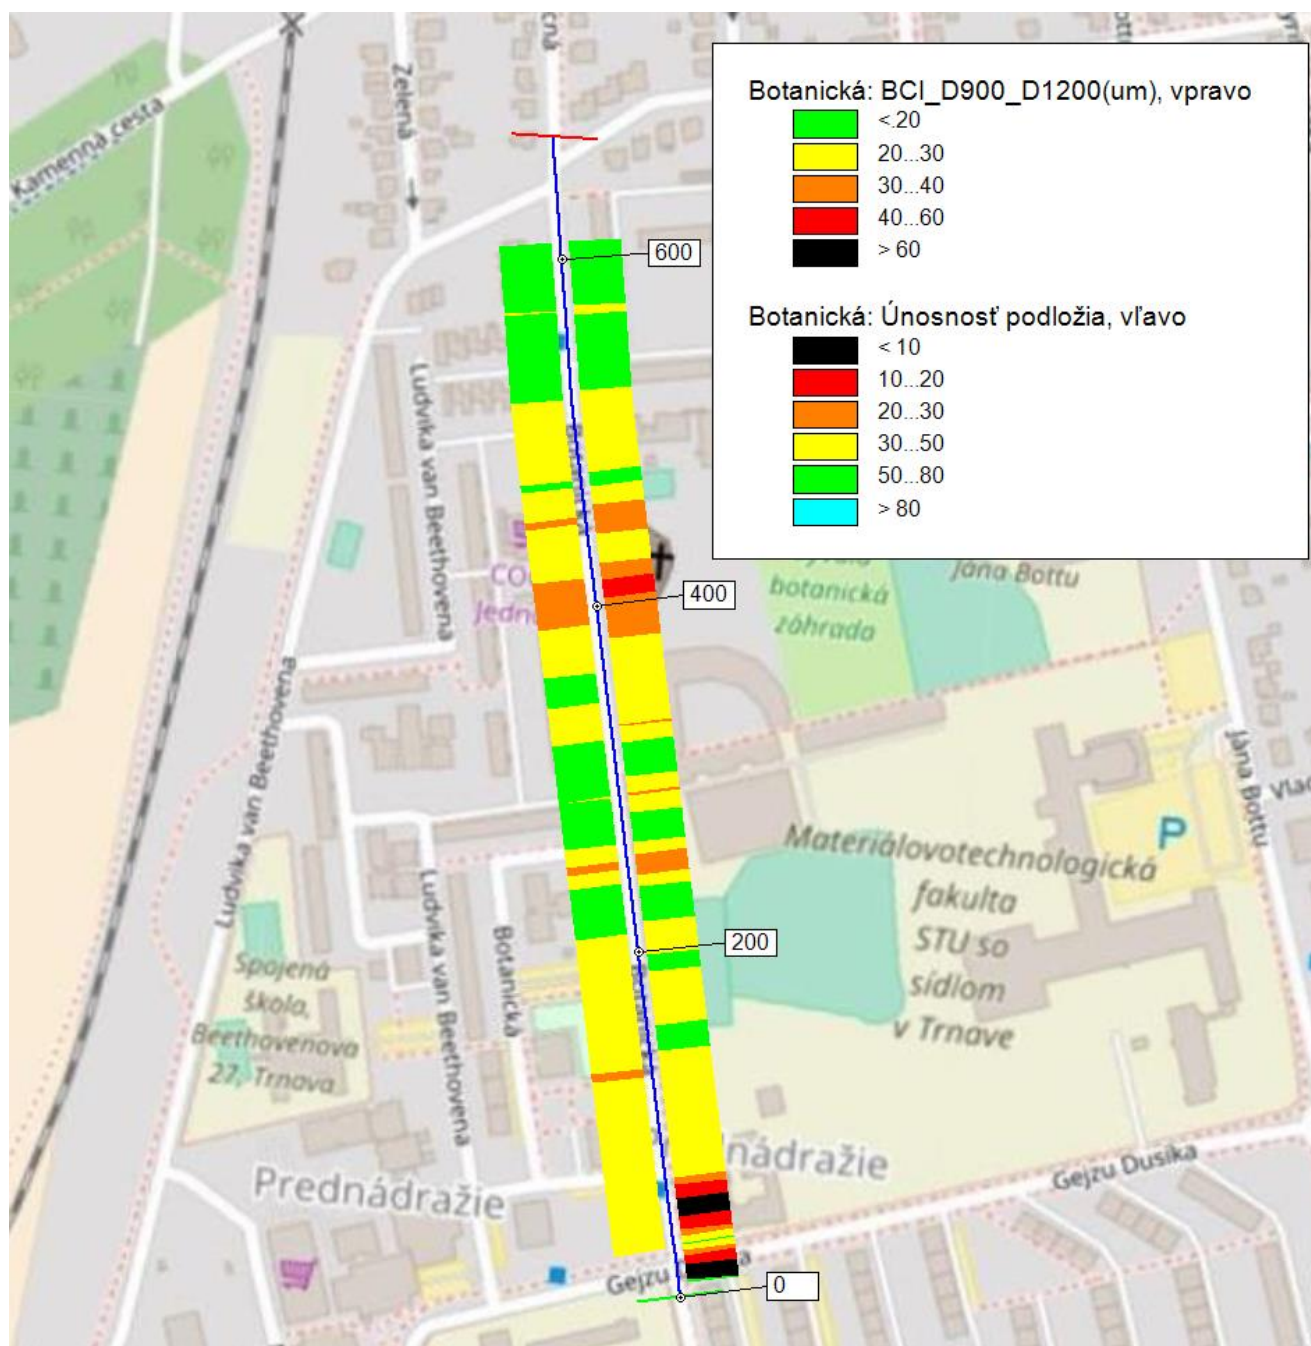 Kamenná cesta
Zelená
Botanická: BCI_D900_D1200(um), vpravo
<.20
20...30
30...40
40...60
> 60
Botanická: Únosnosť podložia, vľavo
< 10
10...20
20...30
30...50
50...80
> 80
600
Ludvika van Beethovena
Botanická
400
Jána Bottu
botanická
záhrada
Ludvika van Beethovena
Jána Bottu
P
Materiálovotechnologická
fakulta
STU so
sídlom
v Trnave
200
Ludvika van Beethovena
Botanická
Spojená
škola,
Beethovenova
27, Trnava
Prednádražie
nádražie
Gejzu Dusíka
Gejzu
0